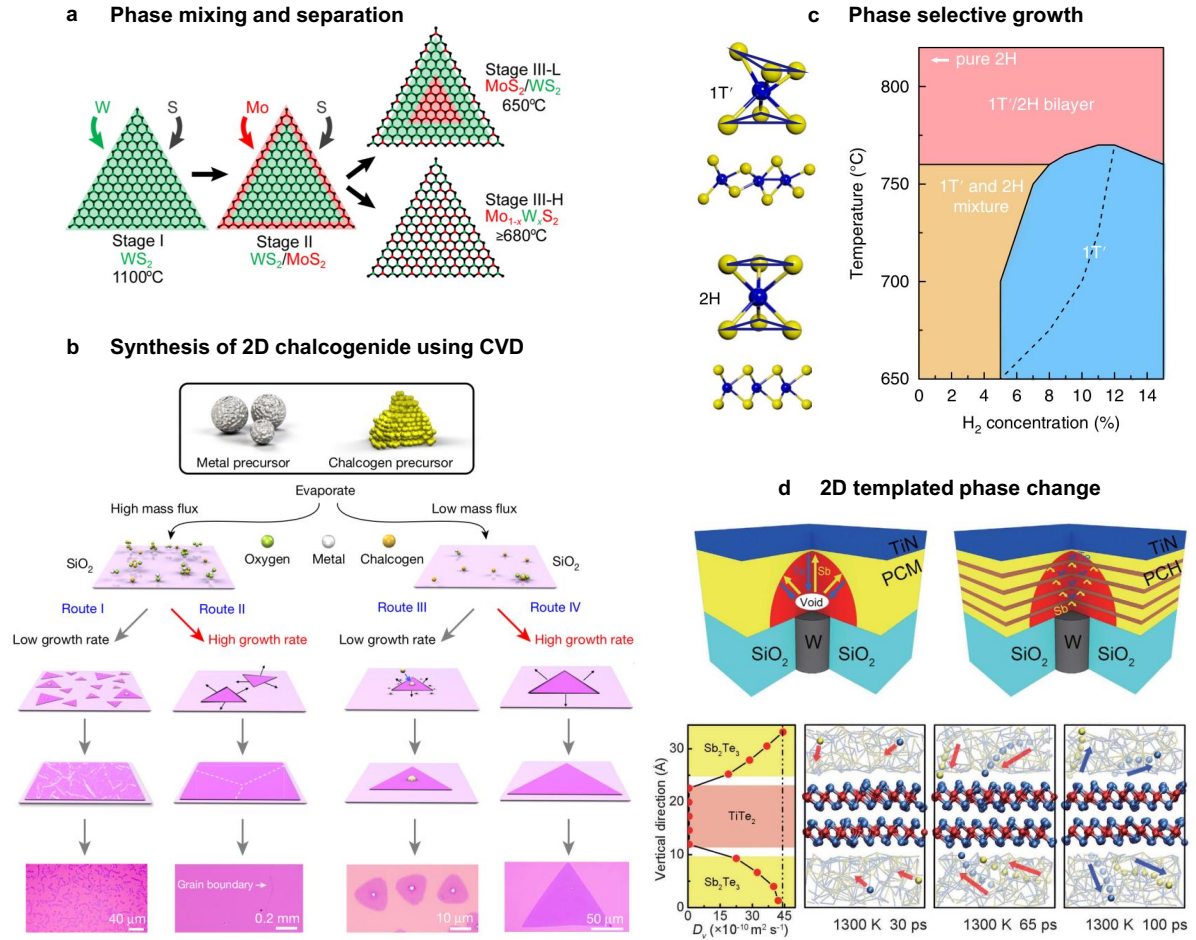 a Phase mixing and separation
W
S
Stage I
WS₂
1100ºC
Mo
S
Stage II
WS₂/MoS₂
Stage III-L
MoS₂/WS₂
650ºC
Stage III-H
Mo₁₋ₓWₓS₂
≥680ºC
b Synthesis of 2D chalcogenide using CVD
Metal precursor
Chalcogen precursor
Evaporate
High mass flux
Low mass flux
SiO₂
Oxygen
Metal
Chalcogen
SiO₂
Route I
Route II
Route III
Route IV
Low growth rate
High growth rate
Low growth rate
High growth rate
40 μm
Grain boundary
0.2 mm
10 μm
50 μm
c Phase selective growth
1T′
2H
Temperature (°C)
800
750
700
650
pure 2H
1T′/2H bilayer
1T′ and 2H
mixture
1T′
0 2 4 6 8 10 12 14
H₂ concentration (%)
d 2D templated phase change
TiN
PCM
Sb
Void
W
SiO₂
SiO₂
TiN
PCH
Sb
W
SiO₂
SiO₂
Vertical direction (A)
30
20
10
0
Sb₂Te₃
TiTe₂
Sb₂Te₃
0 15 30 45
Dᵥ (×10⁻¹⁰ m² s⁻¹)
1300 K 30 ps
1300 K 65 ps
1300 K 100 ps